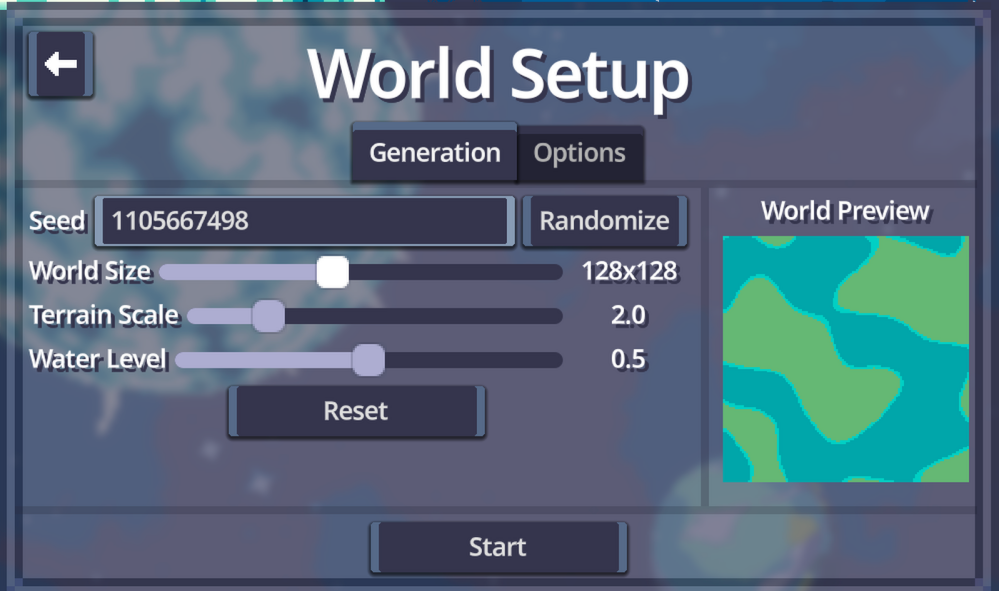 World Setup
Generation Options
Seed 1105667498 Randomize
World Size 128x128
Terrain Scale 2.0
Water Level 0.5
Reset
World Preview
Start